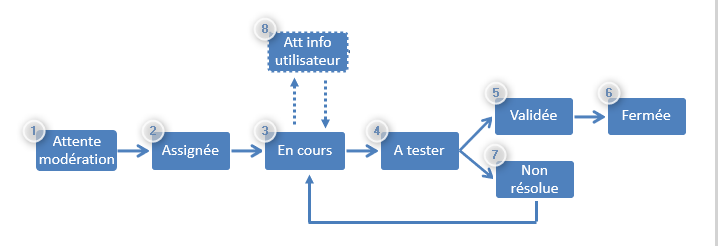 8
Att info
utilisateur
1
Attente
modération
2
Assignée
3
En cours
4
A tester
5
Validée
6
Fermée
7
Non
résolue